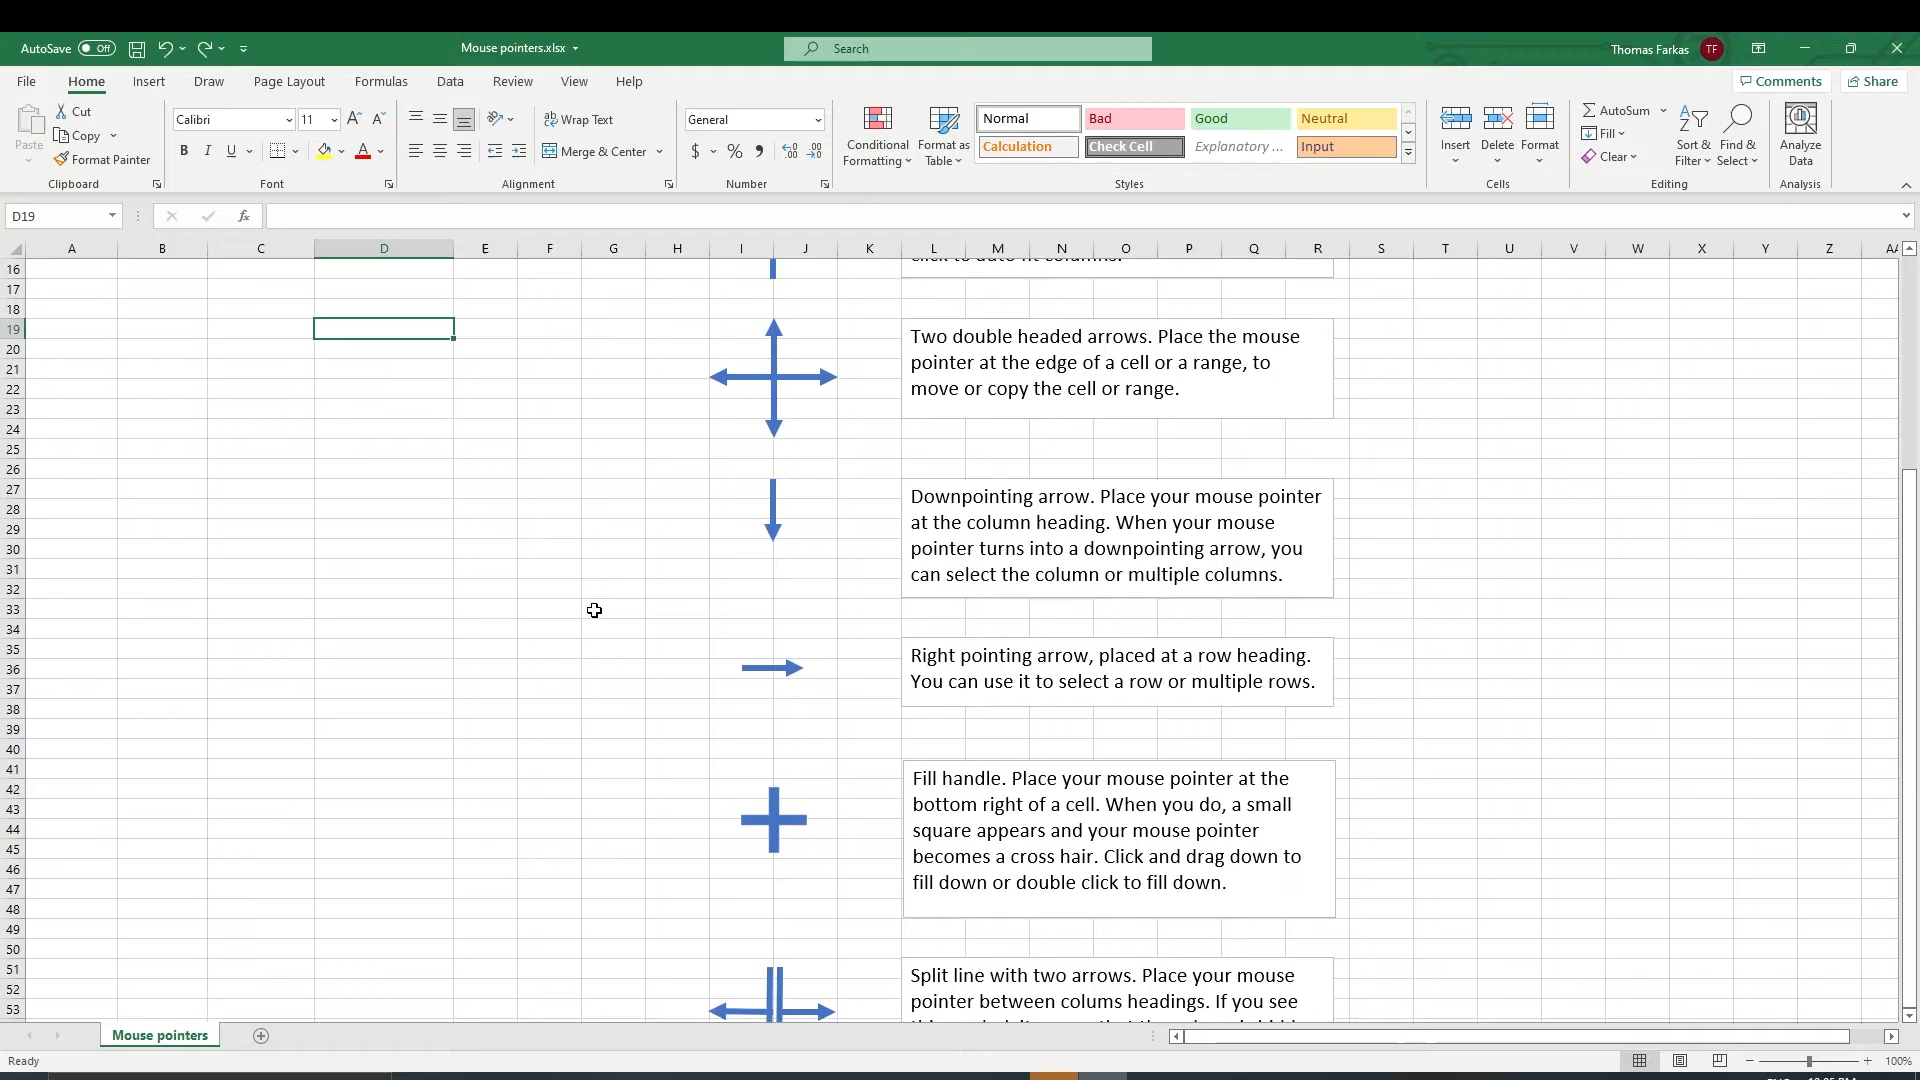 AutoSave Off Mouse pointers.xlsx Search Thomas Farkas TF
File Home Insert Draw Page Layout Formulas Data Review View Help Comments Share
Paste Cut Copy Format Painter Clipboard
Calibri 11 B I U A Font
Wrap Text Merge & Center Alignment
General $ % Number
Conditional Formatting Format as Table
Normal Bad Good Neutral
Calculation Check Cell Explanatory ... Input
Styles
Insert Delete Format Cells
AutoSum Fill Clear Sort & Filter Find & Select Editing
Analyze Data Analysis
D19 fx
A B C D E F G H I J K L M N O P Q R S T U V W X Y Z
16
17
18
19
20
21
22
23
24
25
26
27
28
29
30
31
32
33
34
35
36
37
38
39
40
41
42
43
44
45
46
47
48
49
50
51
52
53
click to auto fit columns.
Two double headed arrows. Place the mouse
pointer at the edge of a cell or a range, to
move or copy the cell or range.
Downpointing arrow. Place your mouse pointer
at the column heading. When your mouse
pointer turns into a downpointing arrow, you
can select the column or multiple columns.
Right pointing arrow, placed at a row heading.
You can use it to select a row or multiple rows.
Fill handle. Place your mouse pointer at the
bottom right of a cell. When you do, a small
square appears and your mouse pointer
becomes a cross hair. Click and drag down to
fill down or double click to fill down.
Split line with two arrows. Place your mouse
pointer between colums headings. If you see
Mouse pointers
Ready 100%